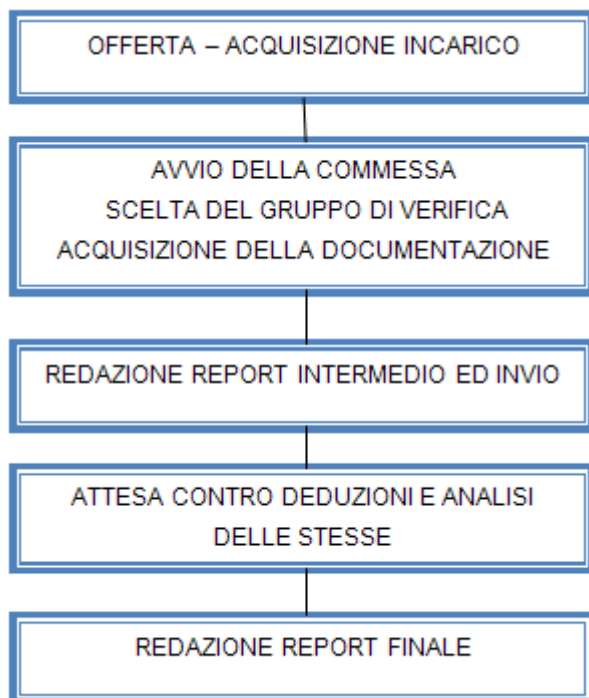 OFFERTA – ACQUISIZIONE INCARICO
AVVIO DELLA COMMESSA
SCELTA DEL GRUPPO DI VERIFICA
ACQUISIZIONE DELLA DOCUMENTAZIONE
REDAZIONE REPORT INTERMEDIO ED INVIO
ATTESA CONTRO DEDUZIONI E ANALISI
DELLE STESSE
REDAZIONE REPORT FINALE